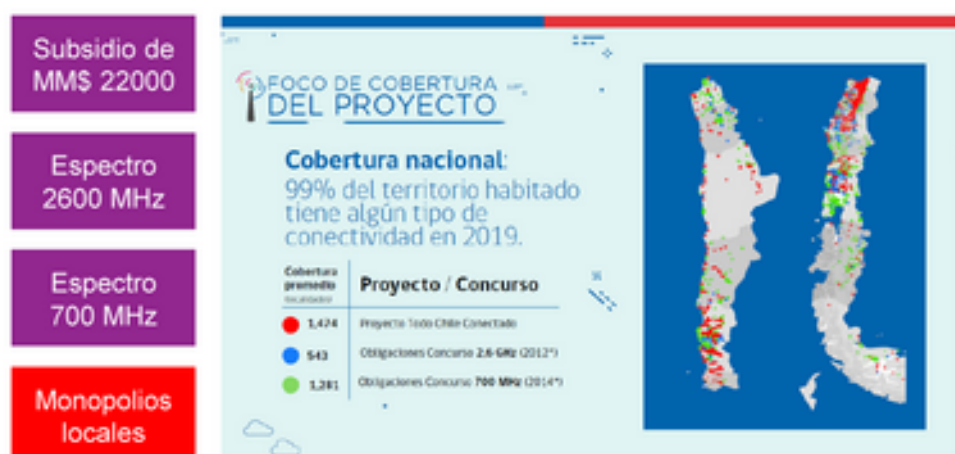 Subsidio de
MM$ 22000
Espectro
2600 MHz
Espectro
700 MHz
Monopolios
locales
FOCO DE COBERTURA
DEL PROYECTO
Cobertura nacional:
99% del territorio habitado
tiene algún tipo de
conectividad en 2019.
Cobertura
promedio
Proyecto / Concurso
1,474 Proyecto Todo Chile Conectado
543 Obligaciones Concurso 2.6 GHz (2012*)
1,281 Obligaciones Concurso 700 MHz (2014*)